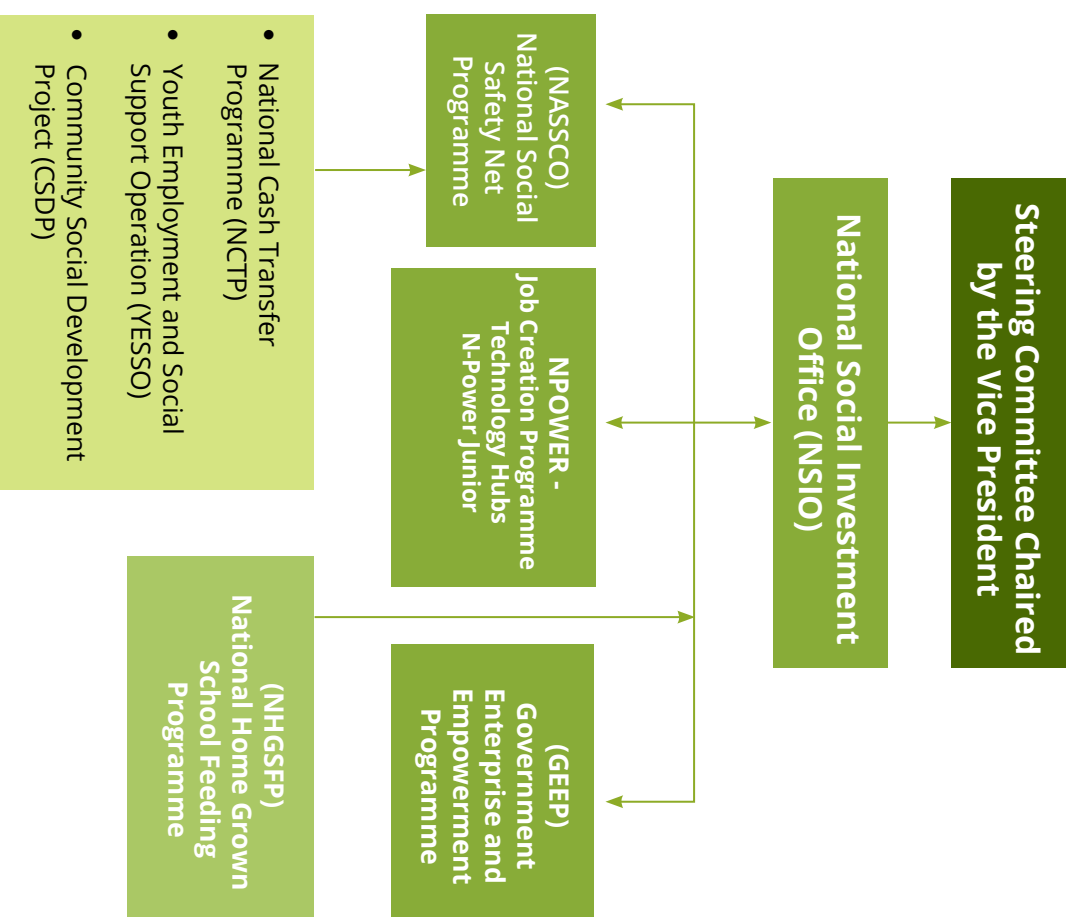 Steering Committee Chaired
by the Vice President
National Social Investment
Office (NSIO)
(NASSCO)
National Social
Safety Net
Programme
NPOWER -
Job Creation Programme
Technology Hubs
N-Power Junior
(GEEP)
Government
Enterprise and
Empowerment
Programme
• National Cash Transfer
Programme (NCTP)
• Youth Employment and Social
Support Operation (YESSO)
• Community Social Development
Project (CSDP)
(NHGSFP)
National Home Grown
School Feeding
Programme